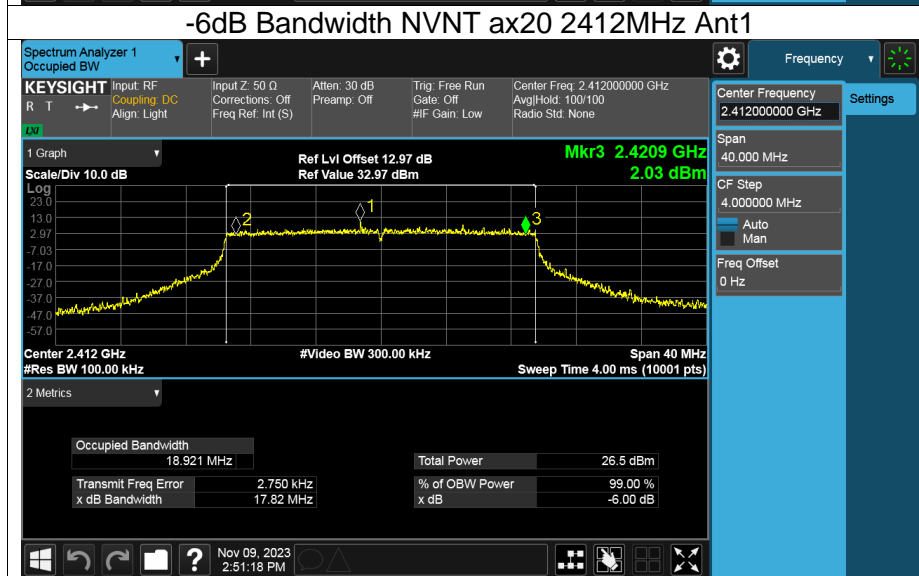 -6dB Bandwidth NVNT ax20 2412MHz Ant1
Spectrum Analyzer 1
Occupied BW
+
Frequency
KEYSIGHT
R T
LXI
Input: RF
Coupling: DC
Align: Light
Input Z: 50 Ω
Corrections: Off
Freq Ref: Int (S)
Atten: 30 dB
Preamp: Off
Trig: Free Run
Gate: Off
#IF Gain: Low
Center Freq: 2.412000000 GHz
Avg|Hold: 100/100
Radio Std: None
Center Frequency
2.412000000 GHz
Settings
Span
40.000 MHz
CF Step
4.000000 MHz
Auto
Man
Freq Offset
0 Hz
1 Graph
Scale/Div 10.0 dB
Ref Lvl Offset 12.97 dB
Ref Value 32.97 dBm
Mkr3 2.4209 GHz
2.03 dBm
Log
23.0
13.0
2.97
-7.03
-17.0
-27.0
-37.0
-47.0
-57.0
1
2
3
Center 2.412 GHz
#Res BW 100.00 kHz
#Video BW 300.00 kHz
Span 40 MHz
Sweep Time 4.00 ms (10001 pts)
2 Metrics
Occupied Bandwidth
18.921 MHz
Total Power 26.5 dBm
Transmit Freq Error 2.750 kHz
% of OBW Power 99.00 %
x dB Bandwidth 17.82 MHz
x dB -6.00 dB
?
Nov 09, 2023
2:51:18 PM